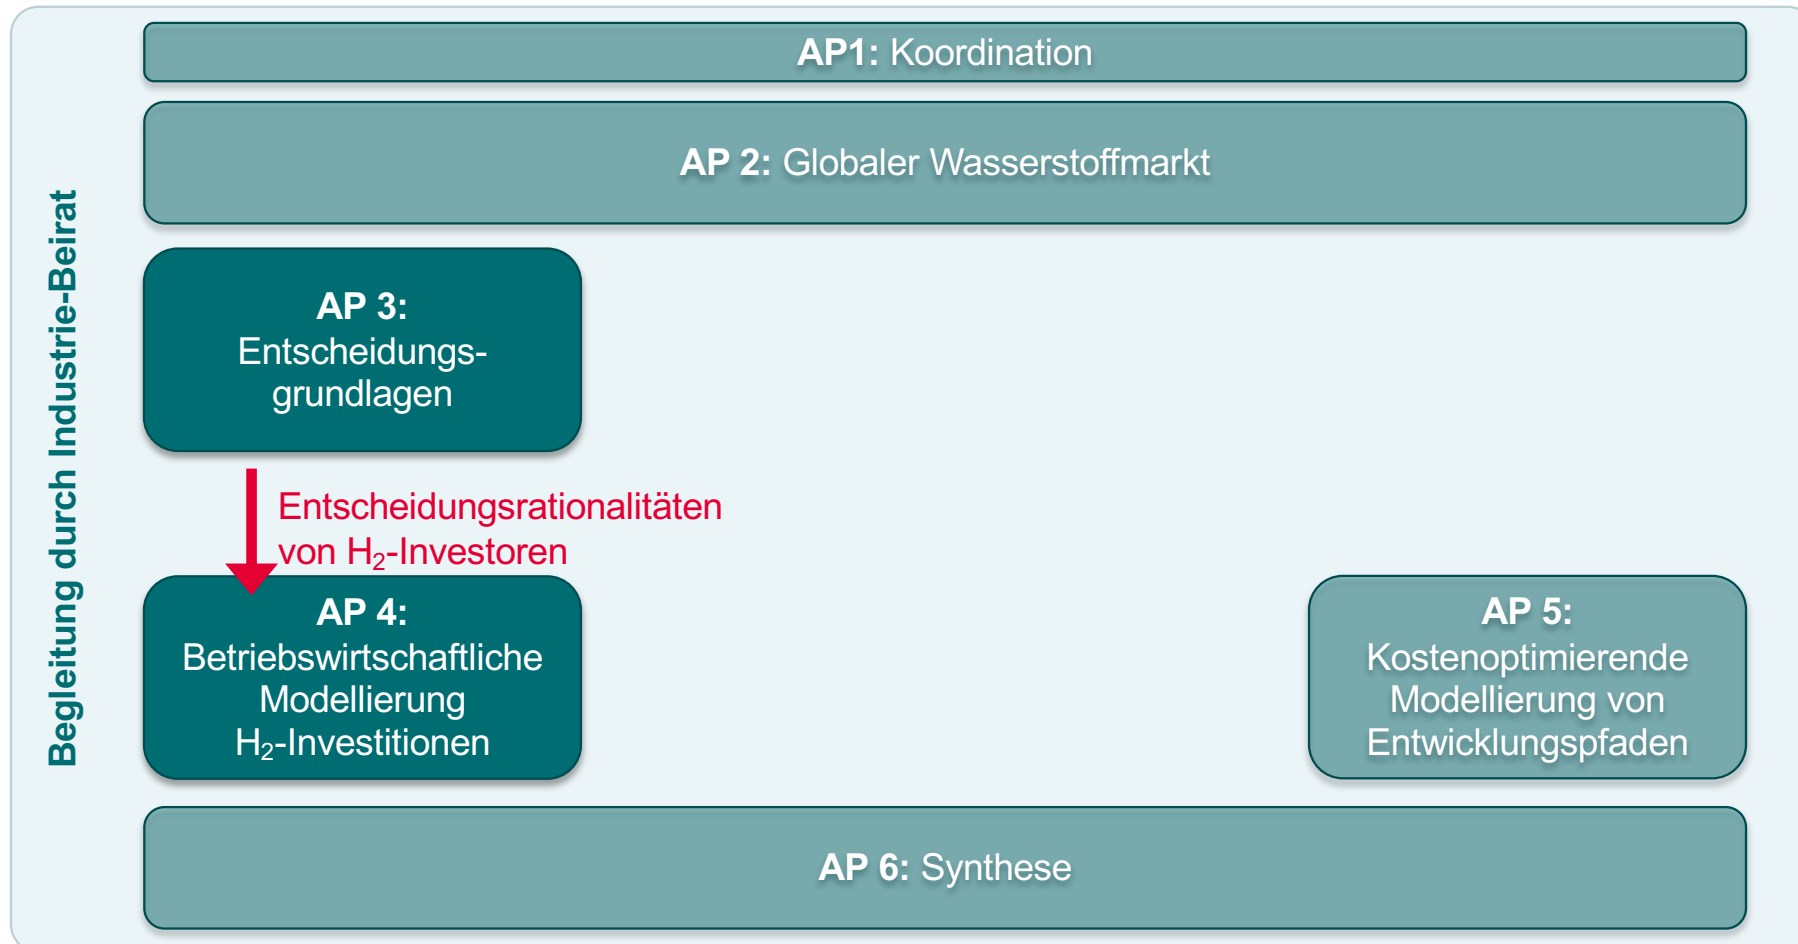 Begleitung durch Industrie-Beirat
AP1: Koordination
AP 2: Globaler Wasserstoffmarkt
AP 3:
Entscheidungs-
grundlagen
Entscheidungsrationalitäten
von H₂-Investoren
AP 4:
Betriebswirtschaftliche
Modellierung
H₂-Investitionen
AP 5:
Kostenoptimierende
Modellierung von
Entwicklungspfaden
AP 6: Synthese